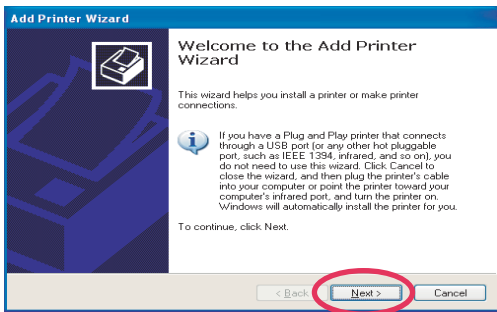 Add Printer Wizard
Welcome to the Add Printer
Wizard
This wizard helps you install a printer or make printer
connections.
If you have a Plug and Play printer that connects
through a USB port (or any other hot pluggable
port, such as IEEE 1394, infrared, and so on), you
do not need to use this wizard. Click Cancel to
close the wizard, and then plug the printer's cable
into your computer or point the printer toward your
computer's infrared port, and turn the printer on.
Windows will automatically install the printer for you.
To continue, click Next.
< Back Next > Cancel